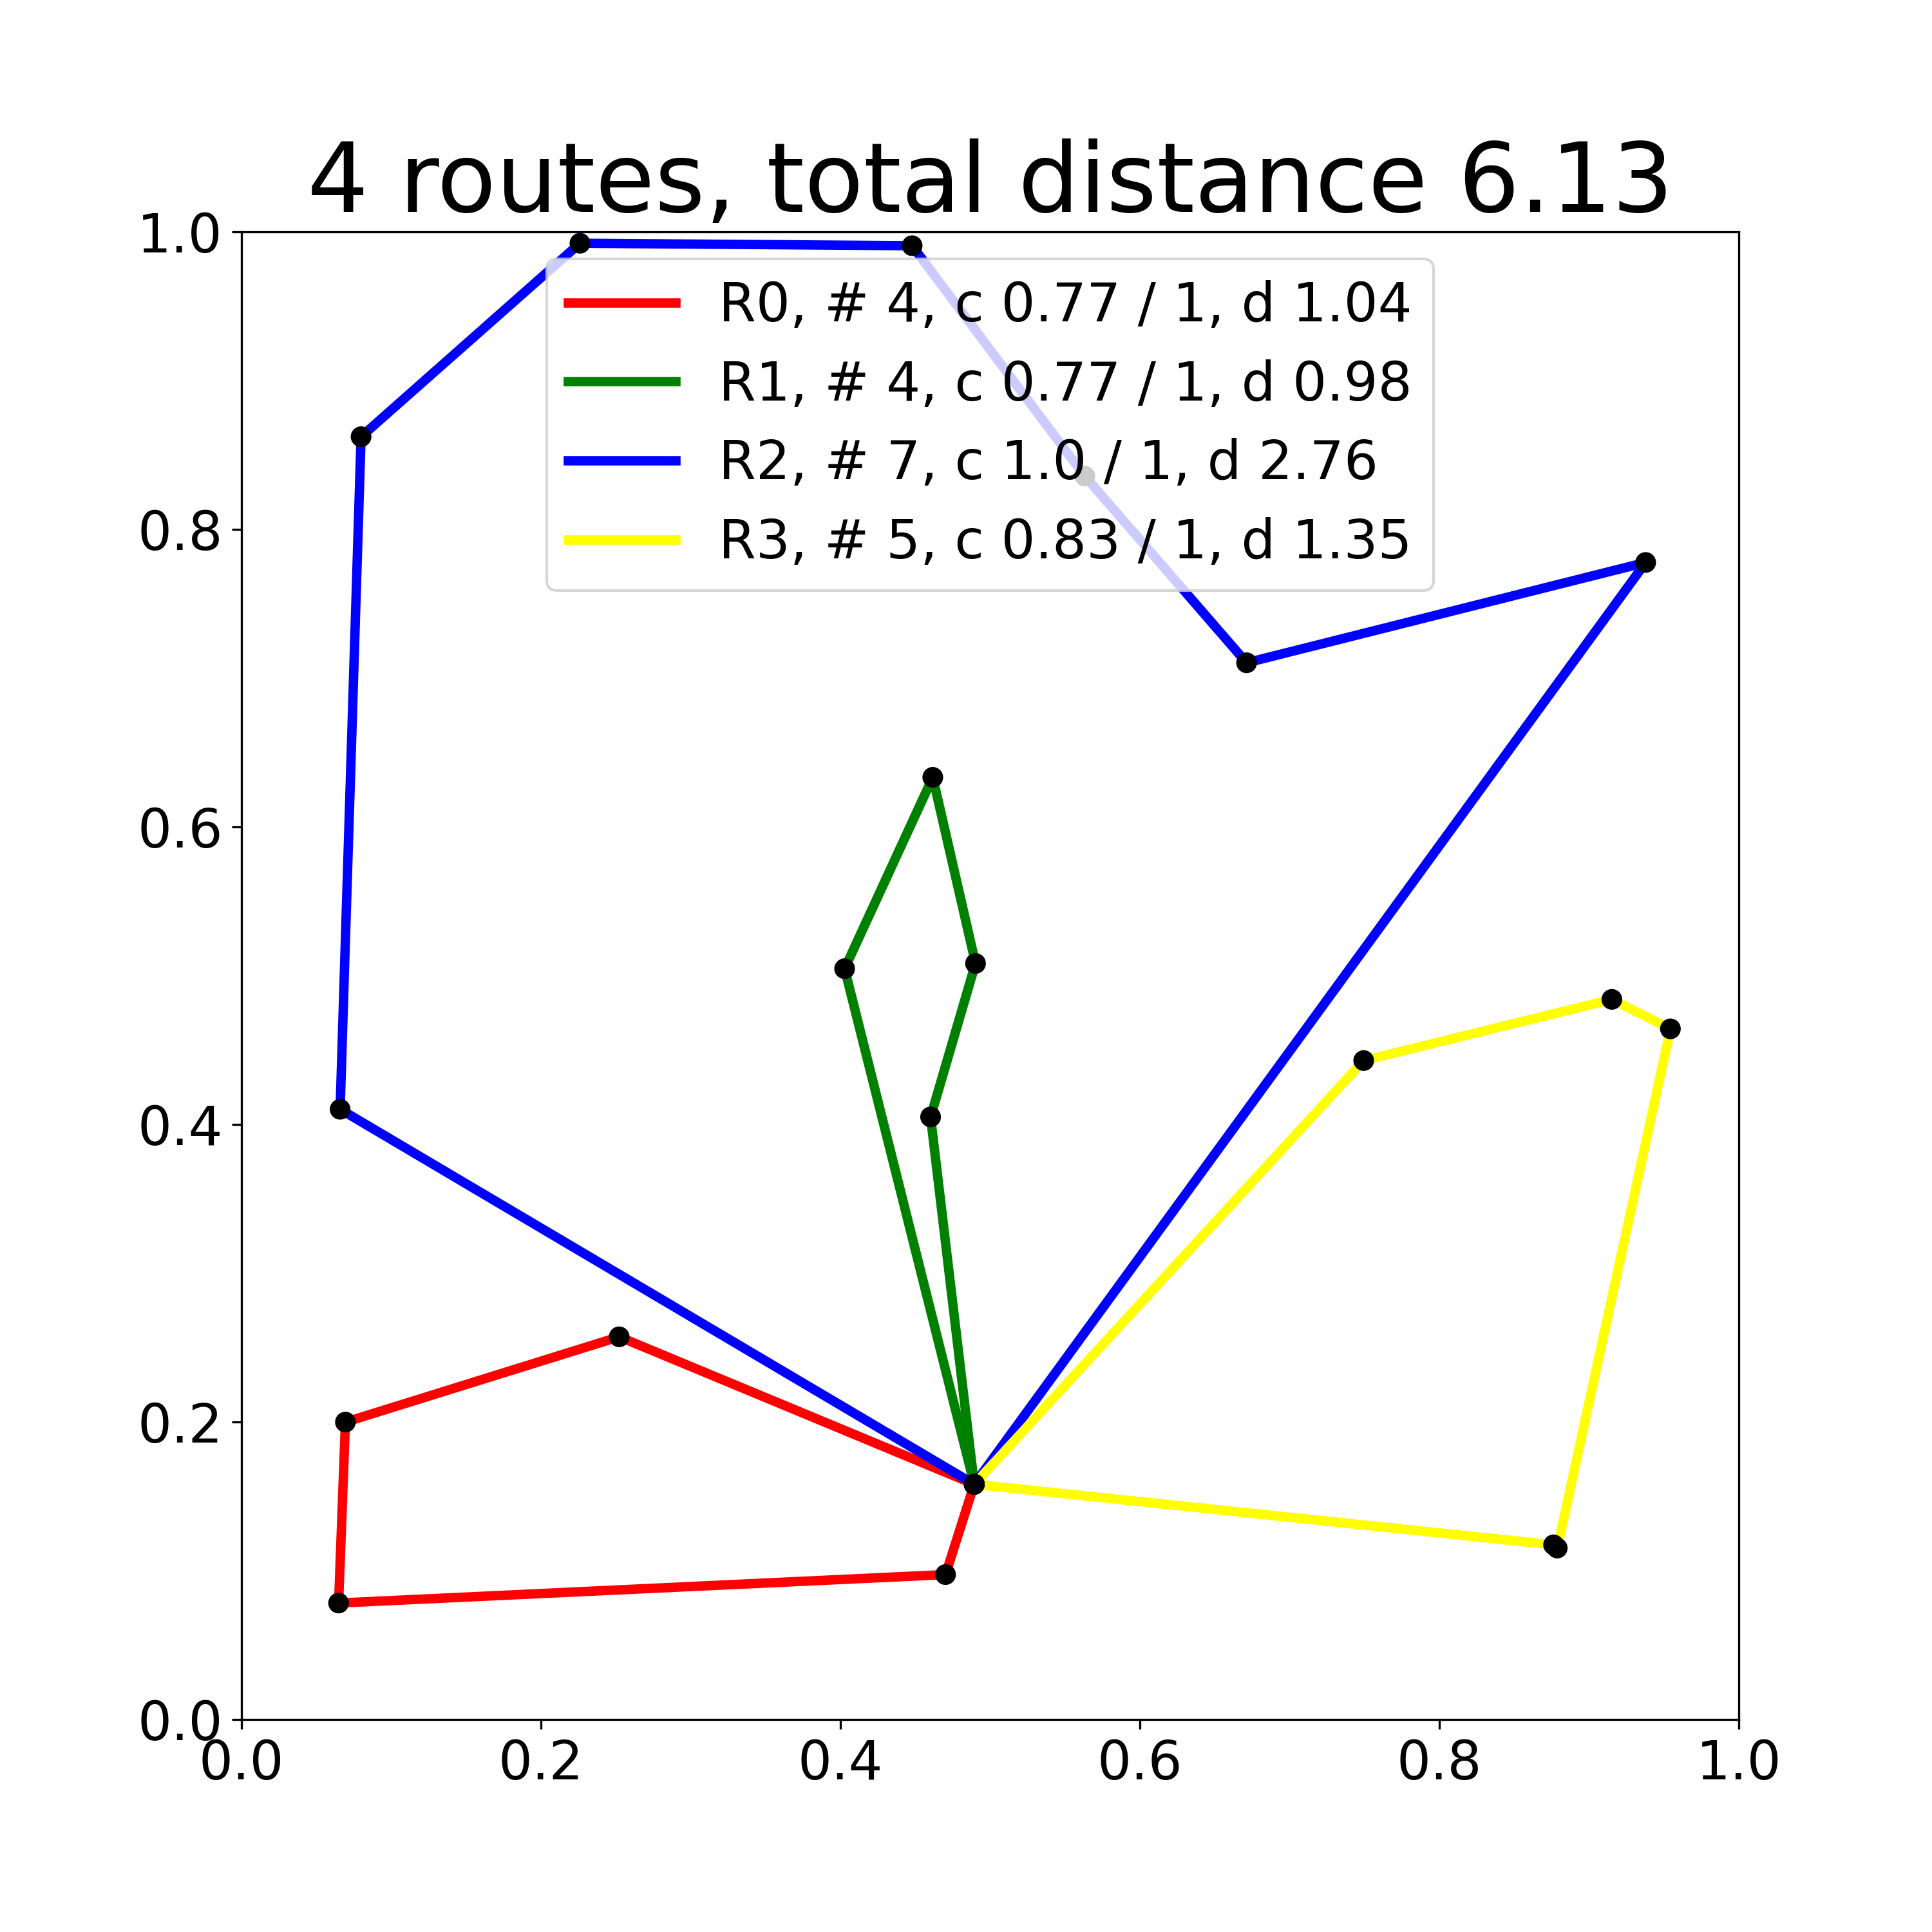 4 routes, total distance 6.13
R0, # 4, c 0.77 / 1, d 1.04
R1, # 4, c 0.77 / 1, d 0.98
R2, # 7, c 1.0 / 1, d 2.76
R3, # 5, c 0.83 / 1, d 1.35
1.0
0.8
0.6
0.4
0.2
0.0
0.0 0.2 0.4 0.6 0.8 1.0